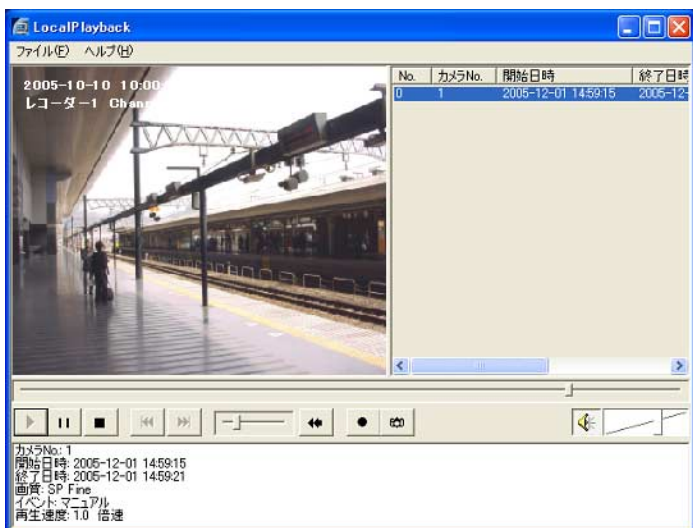 LocalPlayback
ファイル(F) ヘルプ(H)
2005-10-10 10:00
レコーダー1
No. カメラNo. 開始日時 終了日時
0 1 2005-12-01 14:59:15 2005-12-
カメラNo.: 1
開始日時: 2005-12-01 14:59:15
終了日時: 2005-12-01 14:59:21
画質: SP Fine
イベント: マニュアル
再生速度: 1.0 倍速